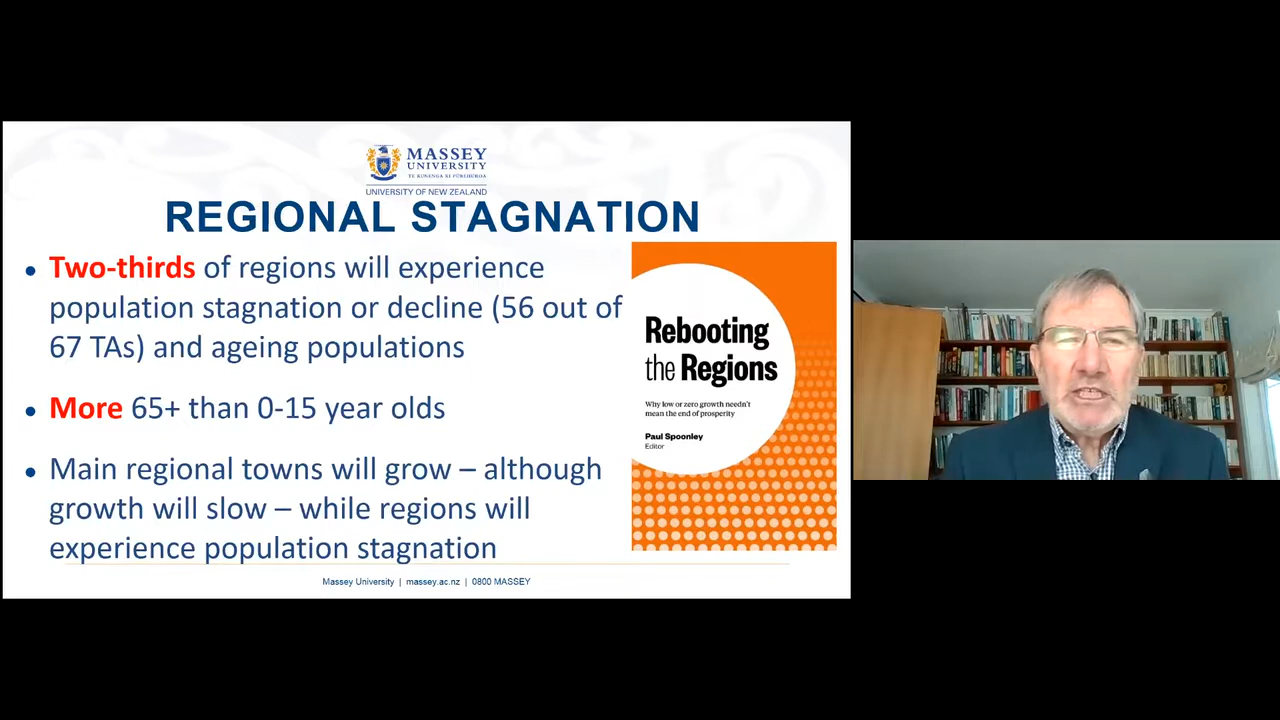 MASSEY
UNIVERSITY
TE KUNENGA KI PŪREHUROA
UNIVERSITY OF NEW ZEALAND
REGIONAL STAGNATION
• Two-thirds of regions will experience
population stagnation or decline (56 out of
67 TAs) and ageing populations
• More 65+ than 0-15 year olds
• Main regional towns will grow – although
growth will slow – while regions will
experience population stagnation
Rebooting
the Regions
Why low or zero growth needn't
mean the end of prosperity
Paul Spoonley
Editor
Massey University | massey.ac.nz | 0800 MASSEY